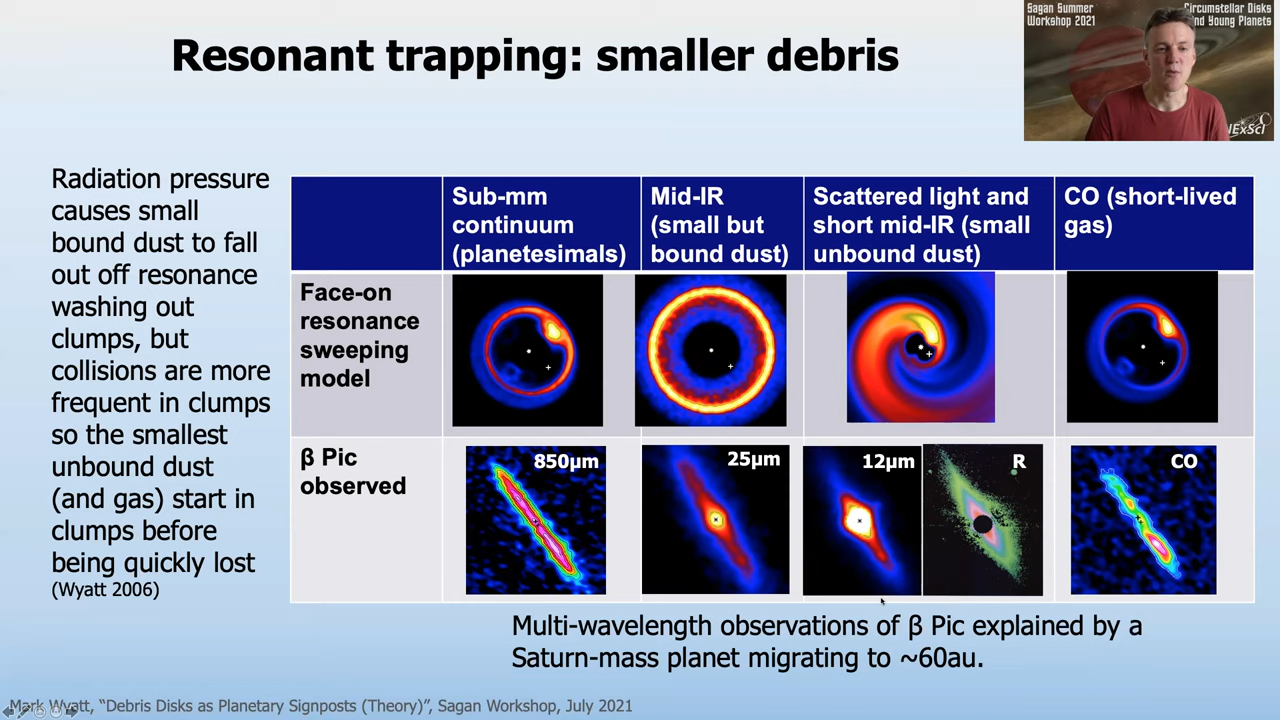 Resonant trapping: smaller debris
Sagan Summer
Workshop 2021
Circumstellar Disks
and Young Planets
NExScI
Radiation pressure
causes small
bound dust to fall
out off resonance
washing out
clumps, but
collisions are more
frequent in clumps
so the smallest
unbound dust
(and gas) start in
clumps before
being quickly lost
(Wyatt 2006)
Sub-mm
continuum
(planetesimals)
Mid-IR
(small but
bound dust)
Scattered light and
short mid-IR (small
unbound dust)
CO (short-lived
gas)
Face-on
resonance
sweeping
model
β Pic
observed
850μm
25μm
12μm
R
CO
Multi-wavelength observations of β Pic explained by a
Saturn-mass planet migrating to ~60au.
Mark Wyatt, “Debris Disks as Planetary Signposts (Theory)”, Sagan Workshop, July 2021